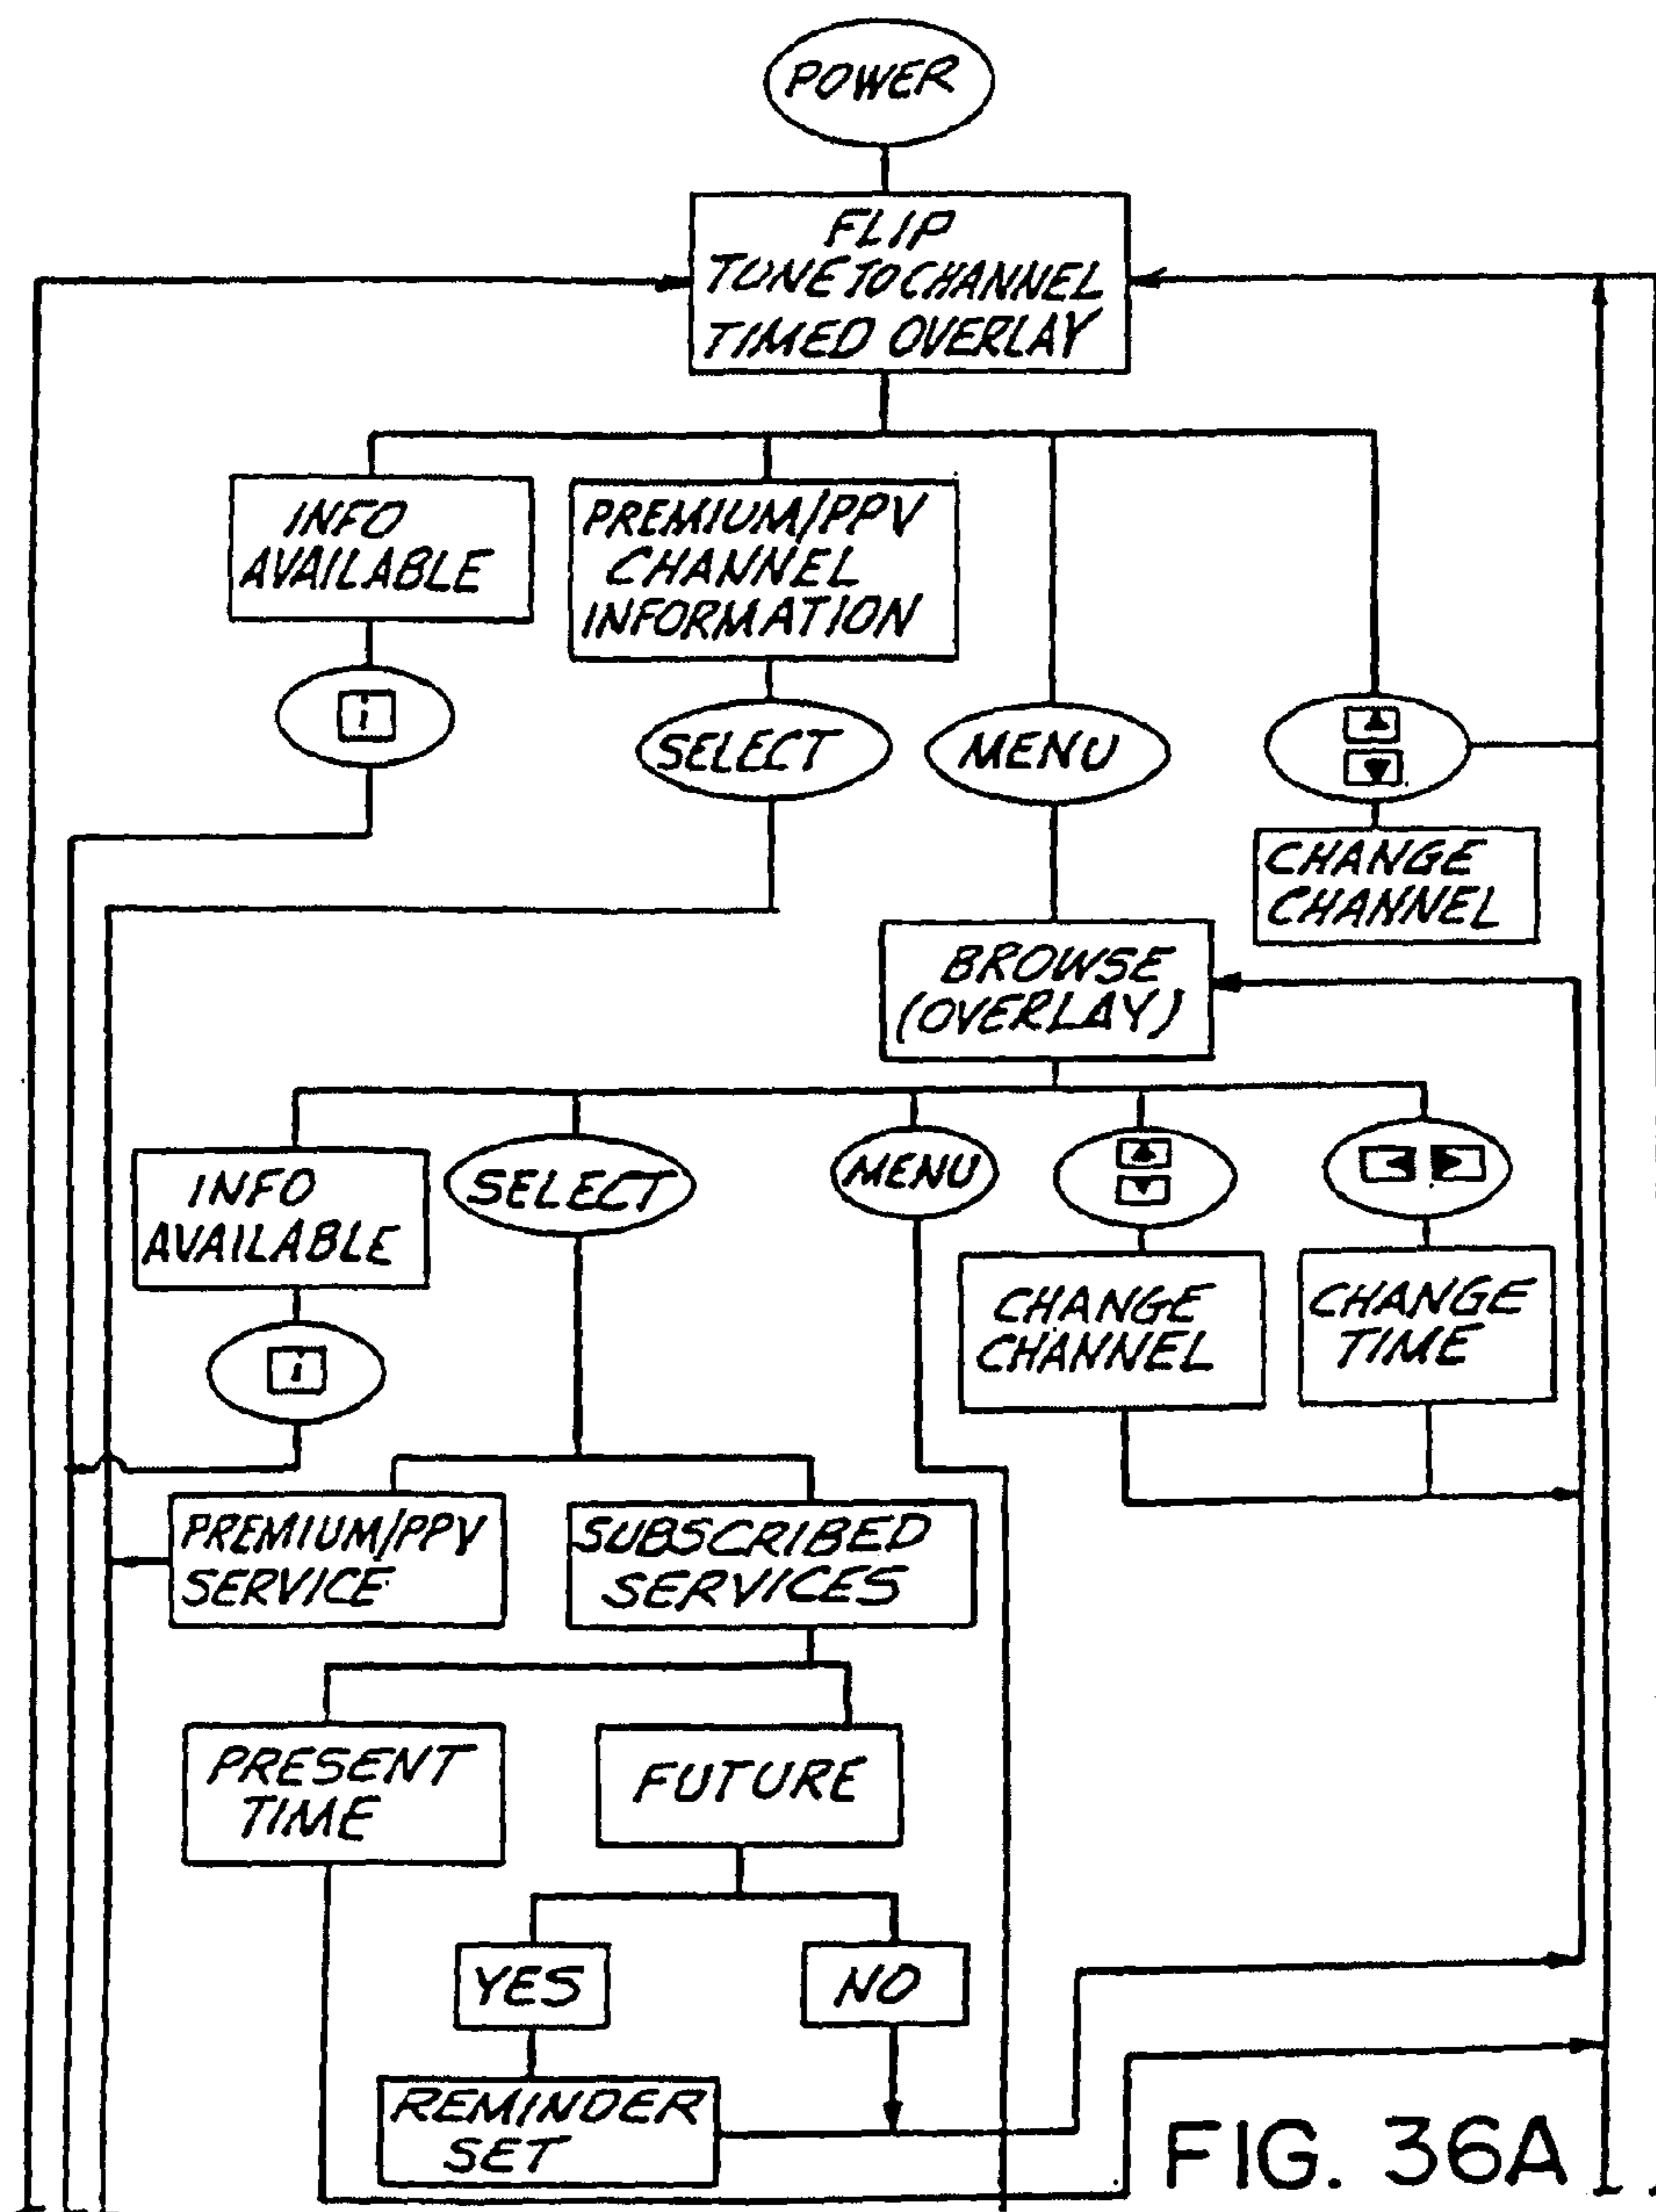 POWER
FLIP
TUNE TO CHANNEL
TIMED OVERLAY
INFO
AVAILABLE
PREMIUM/PPV
CHANNEL
INFORMATION
i
SELECT
MENU
CHANGE
CHANNEL
BROWSE
(OVERLAY)
INFO
AVAILABLE
SELECT
MENU
i
CHANGE
CHANNEL
CHANGE
TIME
PREMIUM/PPV
SERVICE
SUBSCRIBED
SERVICES
PRESENT
TIME
FUTURE
YES
NO
REMINDER
SET
FIG. 36A